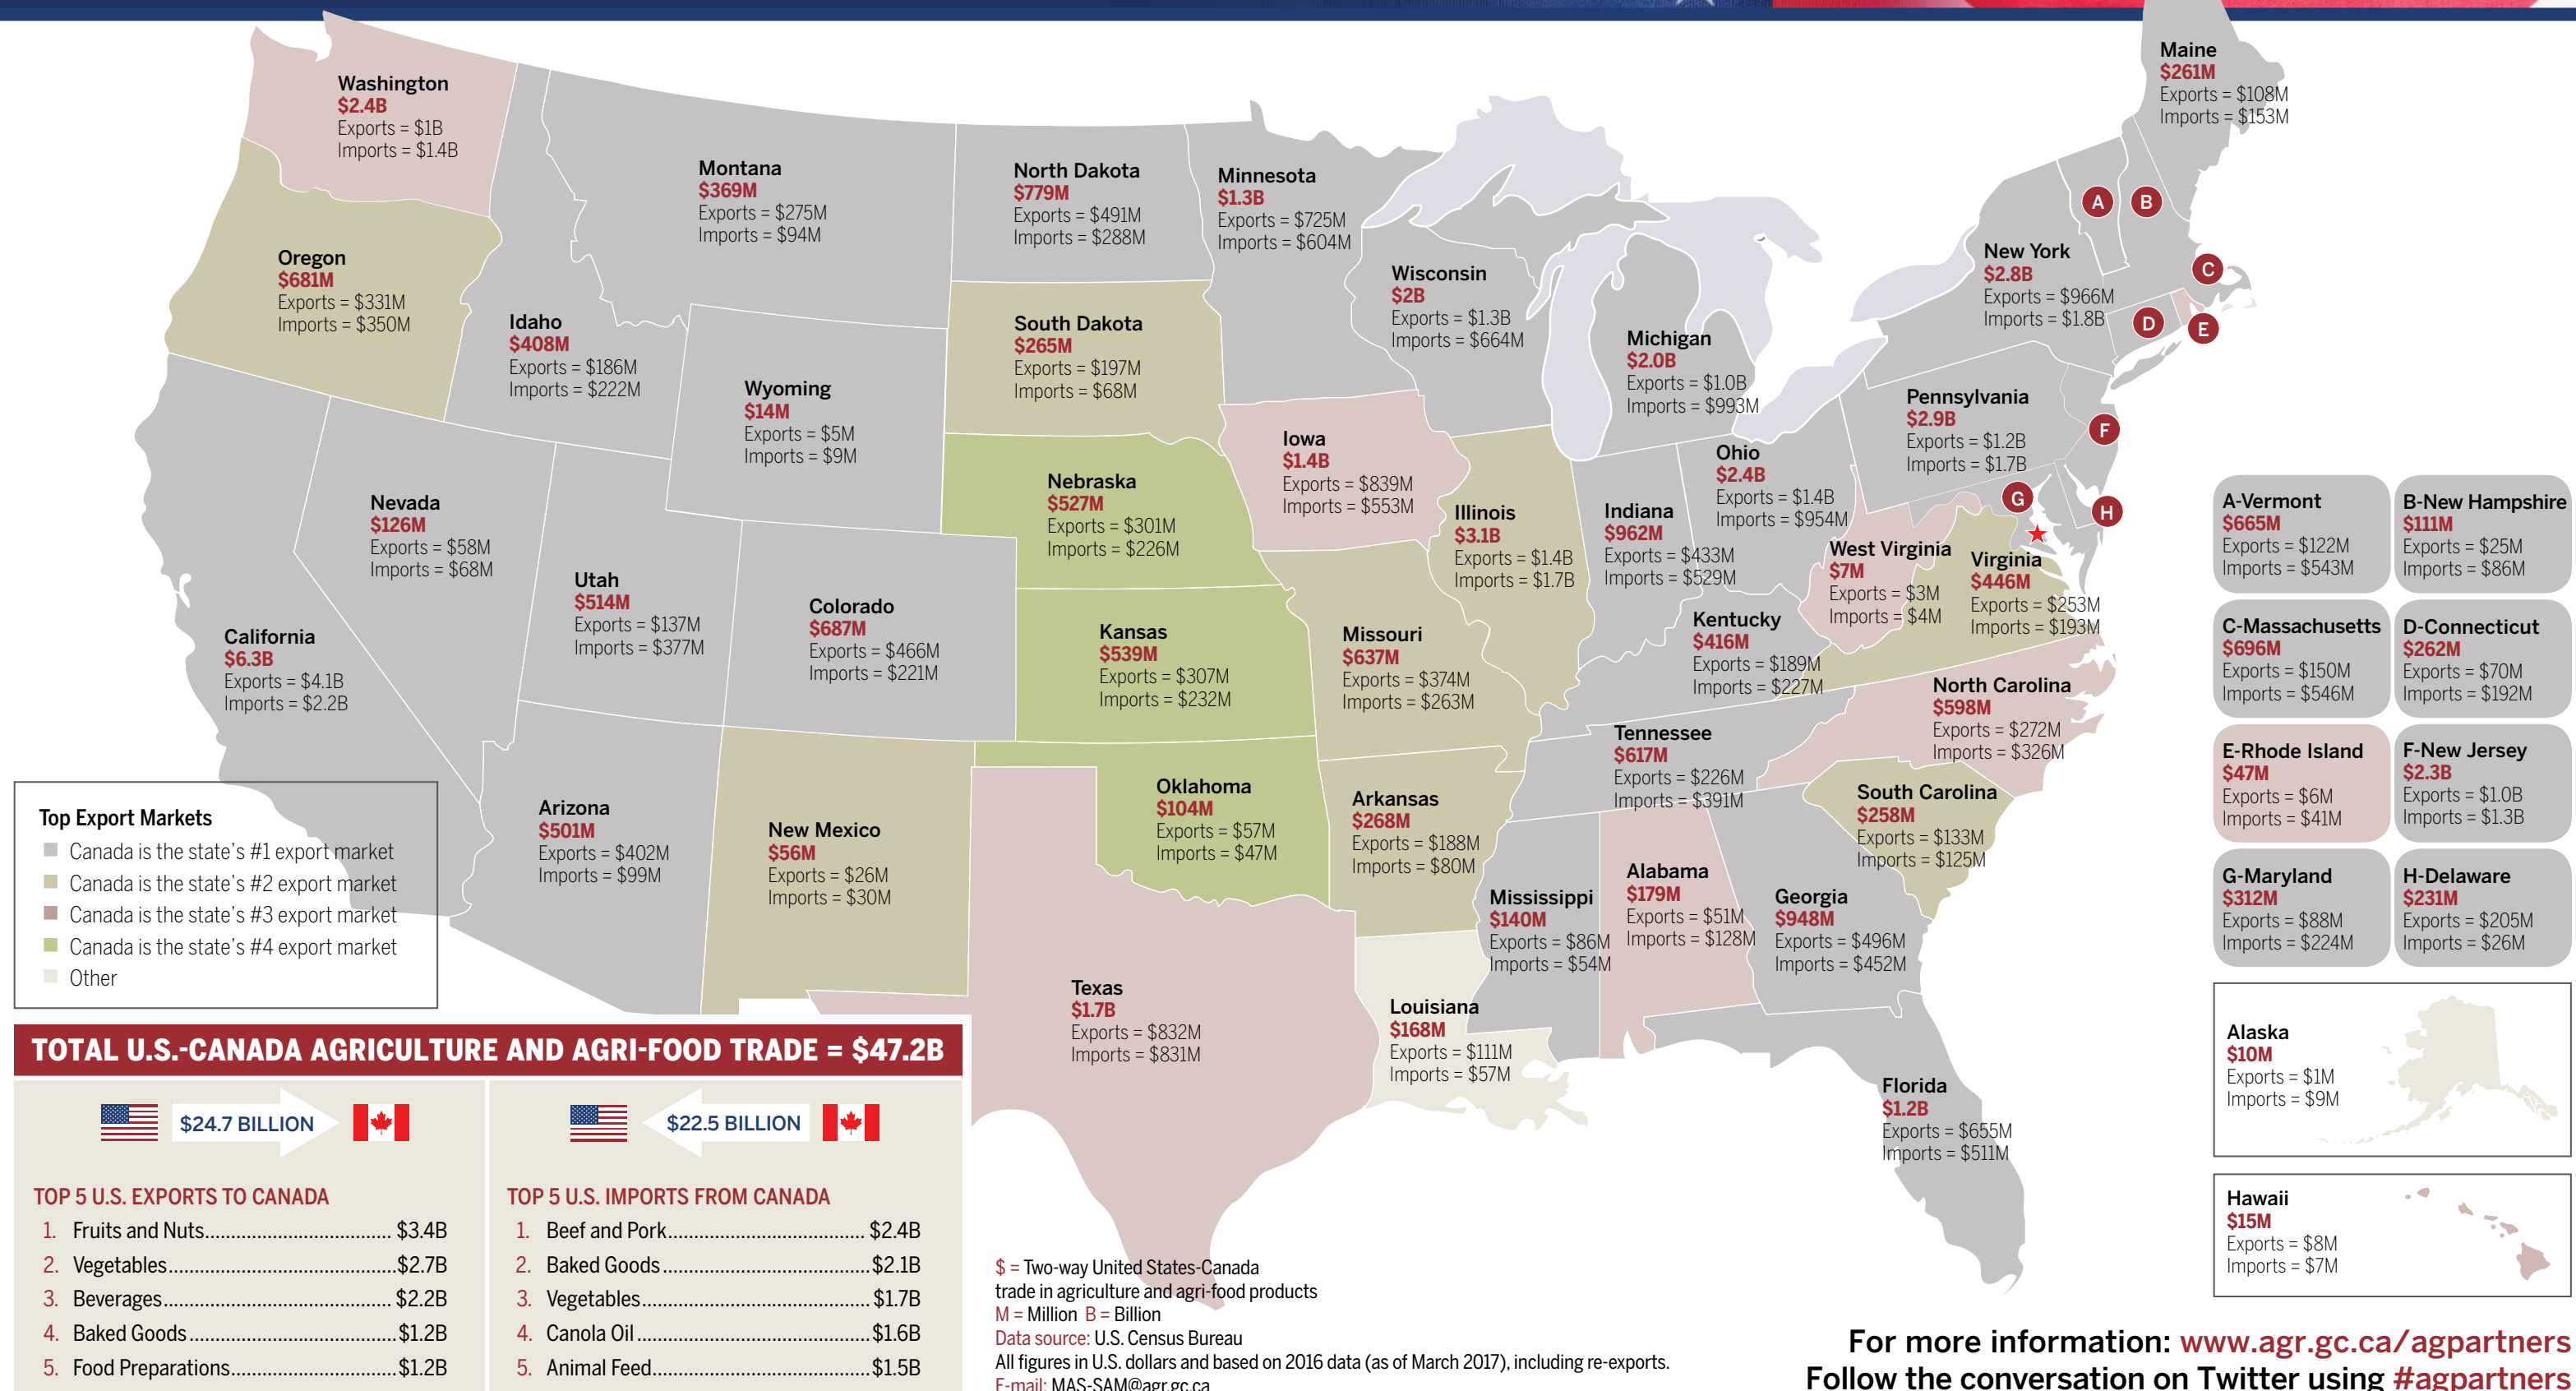 Washington
$2.4B
Exports = $1B
Imports = $1.4B
Oregon
$681M
Exports = $331M
Imports = $350M
Idaho
$408M
Exports = $186M
Imports = $222M
Montana
$369M
Exports = $275M
Imports = $94M
Wyoming
$14M
Exports = $5M
Imports = $9M
North Dakota
$779M
Exports = $491M
Imports = $288M
South Dakota
$265M
Exports = $197M
Imports = $68M
Minnesota
$1.3B
Exports = $725M
Imports = $604M
Wisconsin
$2B
Exports = $1.3B
Imports = $664M
Michigan
$2.0B
Exports = $1.0B
Imports = $993M
Maine
$261M
Exports = $108M
Imports = $153M
A
B
C
D
E
F
G
H
New York
$2.8B
Exports = $966M
Imports = $1.8B
Pennsylvania
$2.9B
Exports = $1.2B
Imports = $1.7B
Nevada
$126M
Exports = $58M
Imports = $68M
California
$6.3B
Exports = $4.1B
Imports = $2.2B
Utah
$514M
Exports = $137M
Imports = $377M
Colorado
$687M
Exports = $466M
Imports = $221M
Nebraska
$527M
Exports = $301M
Imports = $226M
Kansas
$539M
Exports = $307M
Imports = $232M
Iowa
$1.4B
Exports = $839M
Imports = $553M
Missouri
$637M
Exports = $374M
Imports = $263M
Illinois
$3.1B
Exports = $1.4B
Imports = $1.7B
Indiana
$962M
Exports = $433M
Imports = $529M
Ohio
$2.4B
Exports = $1.4B
Imports = $954M
West Virginia
$7M
Exports = $3M
Imports = $4M
Virginia
$446M
Exports = $253M
Imports = $193M
Kentucky
$416M
Exports = $189M
Imports = $227M
North Carolina
$598M
Exports = $272M
Imports = $326M
Tennessee
$617M
Exports = $226M
Imports = $391M
South Carolina
$258M
Exports = $133M
Imports = $125M
Arizona
$501M
Exports = $402M
Imports = $99M
New Mexico
$56M
Exports = $26M
Imports = $30M
Oklahoma
$104M
Exports = $57M
Imports = $47M
Arkansas
$268M
Exports = $188M
Imports = $80M
Texas
$1.7B
Exports = $832M
Imports = $831M
Louisiana
$168M
Exports = $111M
Imports = $57M
Mississippi
$140M
Exports = $86M
Imports = $54M
Alabama
$179M
Exports = $51M
Imports = $128M
Georgia
$948M
Exports = $496M
Imports = $452M
Florida
$1.2B
Exports = $655M
Imports = $511M
A-Vermont
$665M
Exports = $122M
Imports = $543M
B-New Hampshire
$111M
Exports = $25M
Imports = $86M
C-Massachusetts
$696M
Exports = $150M
Imports = $546M
D-Connecticut
$262M
Exports = $70M
Imports = $192M
E-Rhode Island
$47M
Exports = $6M
Imports = $41M
F-New Jersey
$2.3B
Exports = $1.0B
Imports = $1.3B
G-Maryland
$312M
Exports = $88M
Imports = $224M
H-Delaware
$231M
Exports = $205M
Imports = $26M
Alaska
$10M
Exports = $1M
Imports = $9M
Hawaii
$15M
Exports = $8M
Imports = $7M
Top Export Markets
Canada is the state's #1 export market
Canada is the state's #2 export market
Canada is the state's #3 export market
Canada is the state's #4 export market
Other
TOTAL U.S.-CANADA AGRICULTURE AND AGRI-FOOD TRADE = $47.2B
$24.7 BILLION
TOP 5 U.S. EXPORTS TO CANADA
1. Fruits and Nuts.................. $3.4B
2. Vegetables.................. $2.7B
3. Beverages.................. $2.2B
4. Baked Goods.................. $1.2B
5. Food Preparations.................. $1.2B
$22.5 BILLION
TOP 5 U.S. IMPORTS FROM CANADA
1. Beef and Pork.................. $2.4B
2. Baked Goods.................. $2.1B
3. Vegetables.................. $1.7B
4. Canola Oil.................. $1.6B
5. Animal Feed.................. $1.5B
$ = Two-way United States-Canada
trade in agriculture and agri-food products
M = Million B = Billion
Data source: U.S. Census Bureau
All figures in U.S. dollars and based on 2016 data (as of March 2017), including re-exports.
E-mail: MAS-SAM@agr.gc.ca
For more information: www.agr.gc.ca/agpartners
Follow the conversation on Twitter using #agpartners